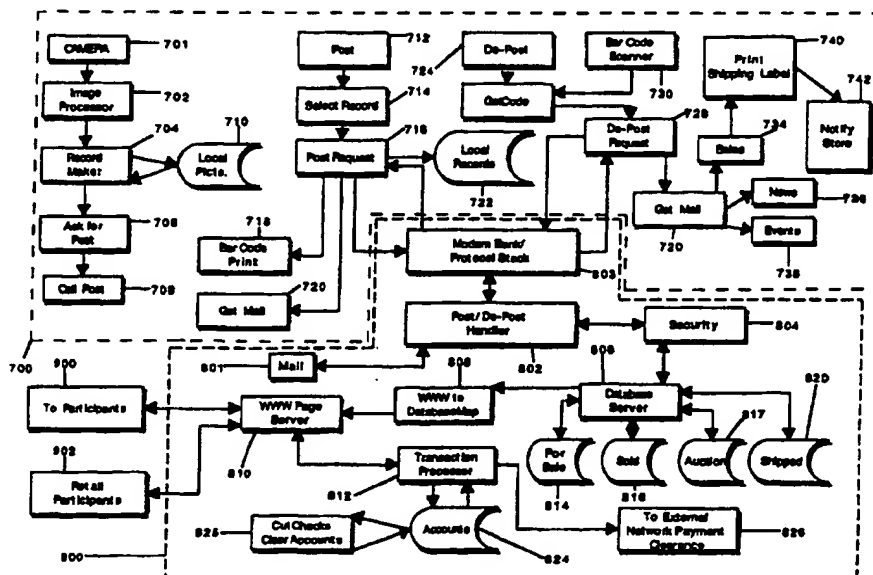 CAMERA
701
Image
Processor
702
Record
Maker
704
710
Local
Picts.
Ask for
Post
708
Call Post
709
Post
712
Select Record
714
Post Request
716
Local
Records
722
718
Bar Code
Print
720
Get Mail
De-Post
724
Bar Code
Scanner
730
GetCode
De-Post
Request
728
740
Print
Shipping Label
742
Notify
Store
734
Sales
Get Mail
720
News
736
Events
738
Modem Bank/
Protocol Stack
803
Post/De-Post
Handler
802
Security
804
801
Mail
700
900
To Participants
902
Retail
Participants
WWW Page
Server
810
808
WWW to
DatabaseMap
806
Database
Server
817
820
For
Sale
814
Sold
816
Auction
Shipped
Transaction
Processor
812
825
Cut Checks
Clear Accounts
Accounts
824
To External
Network Payment
Clearance
826
800